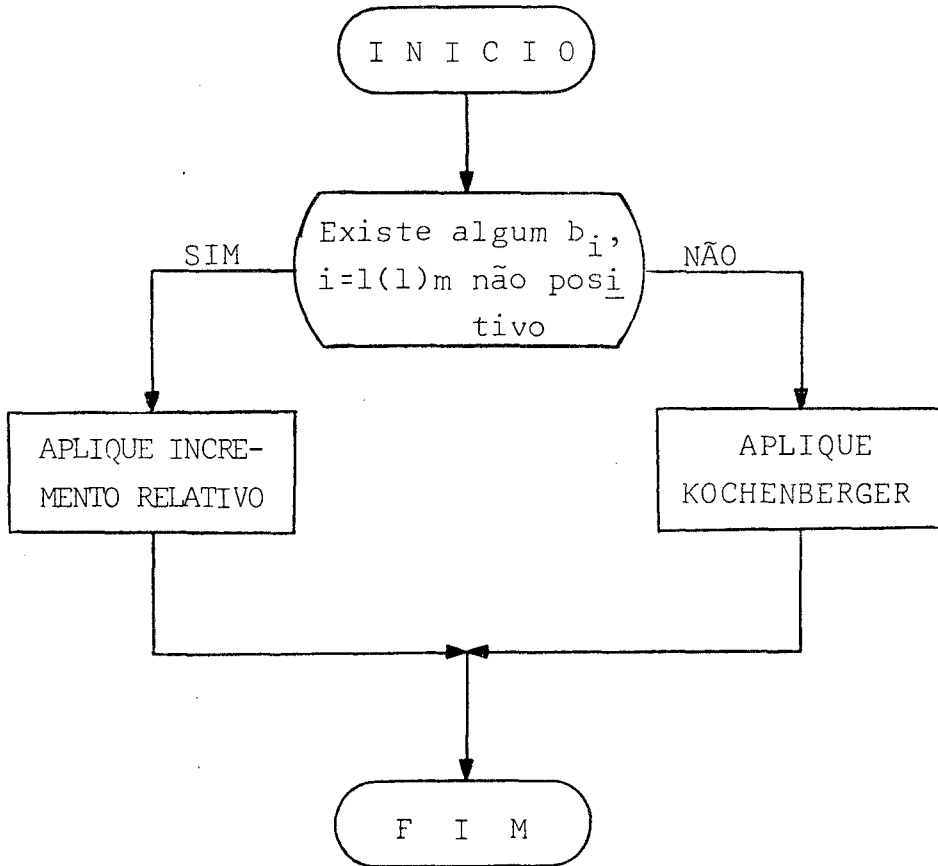 I N I C I O
Existe algum b_i,
i=1(1)m não posi
tivo
SIM
NÃO
APLIQUE INCRE-
MENTO RELATIVO
APLIQUE
KOCHENBERGER
F I M